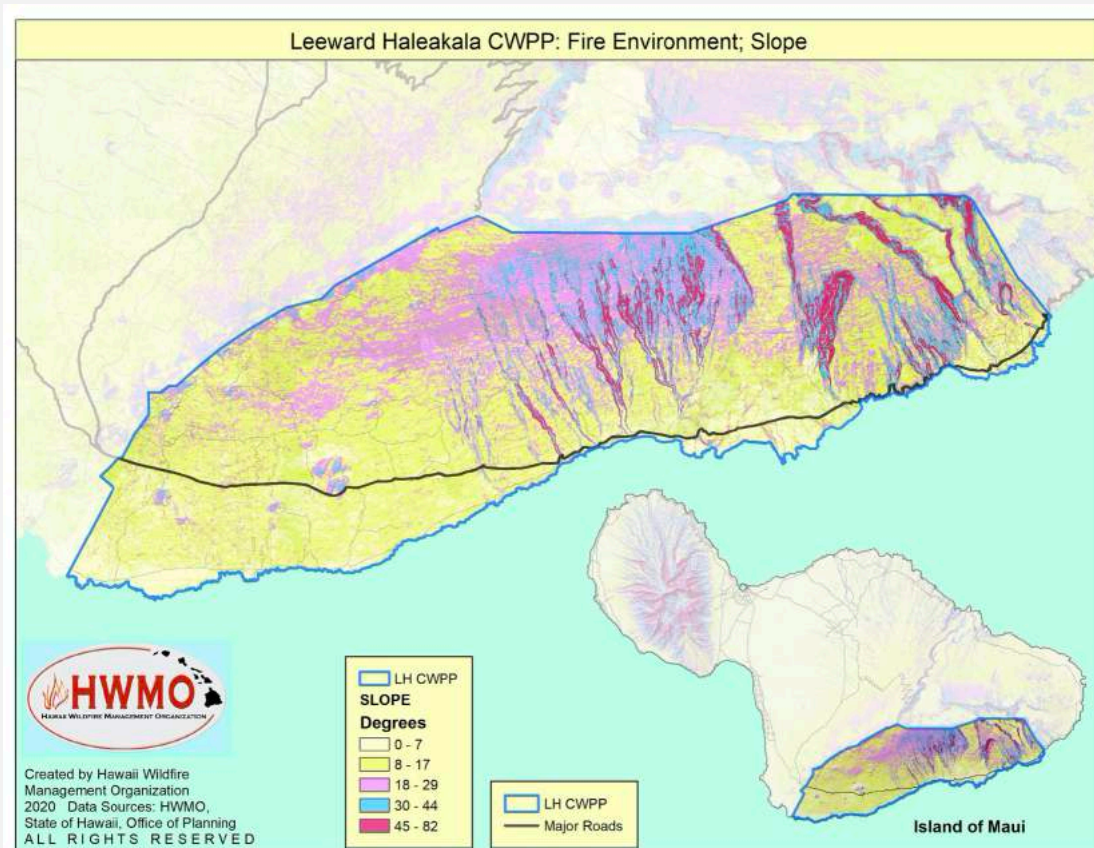 Leeward Haleakala CWPP: Fire Environment; Slope
HWMO
HAWAII WILDFIRE MANAGEMENT ORGANIZATION
Created by Hawaii Wildfire
Management Organization
2020 Data Sources: HWMO,
State of Hawaii, Office of Planning
ALL RIGHTS RESERVED
LH CWPP
SLOPE
Degrees
0 - 7
8 - 17
18 - 29
30 - 44
45 - 82
LH CWPP
Major Roads
Island of Maui